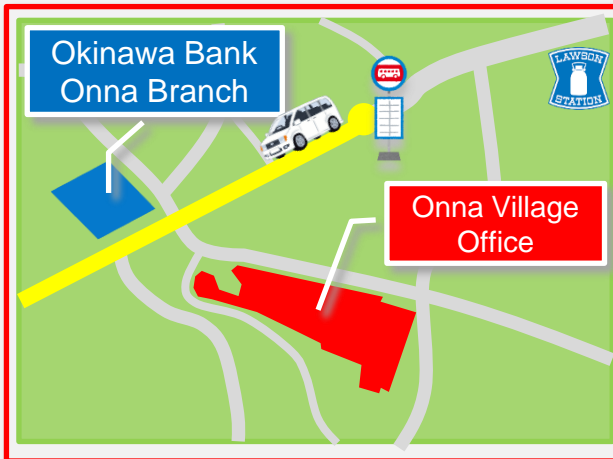 Okinawa Bank
Onna Branch
LAWSON
STATION
Onna Village
Office